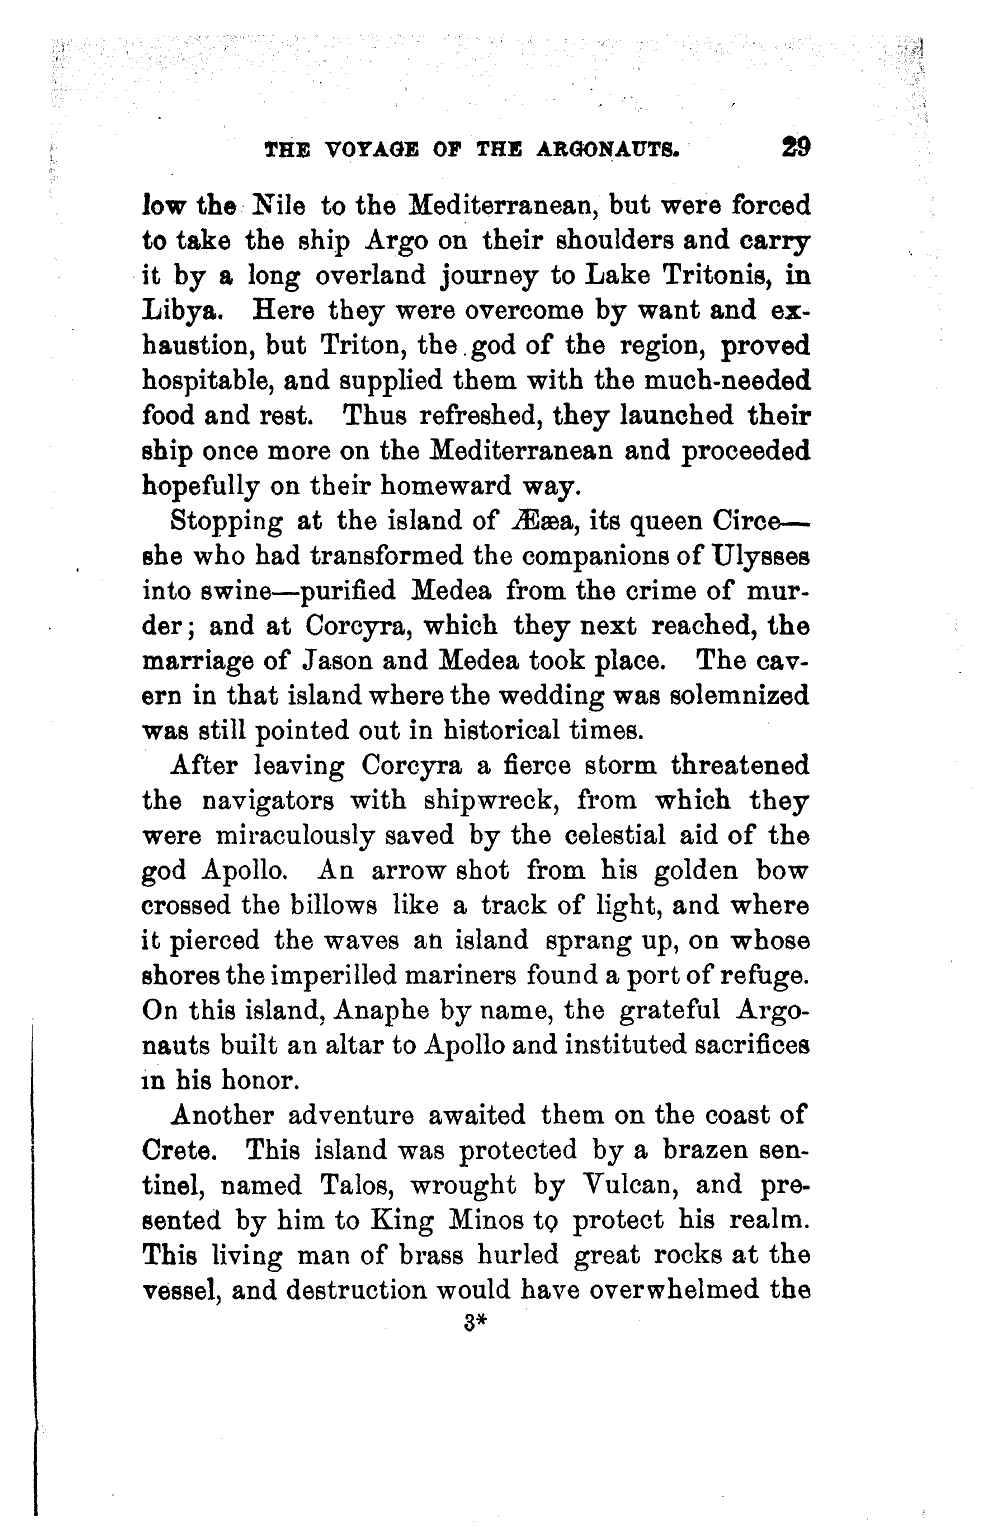 THE VOYAGE OF THE ARGONAUTS. 29
low the Nile to the Mediterranean, but were forced
to take the ship Argo on their shoulders and carry
it by a long overland journey to Lake Tritonis, in
Libya. Here they were overcome by want and ex-
haustion, but Triton, the god of the region, proved
hospitable, and supplied them with the much-needed
food and rest. Thus refreshed, they launched their
ship once more on the Mediterranean and proceeded
hopefully on their homeward way.
Stopping at the island of Ææa, its queen Circe—
she who had transformed the companions of Ulysses
into swine—purified Medea from the crime of mur-
der; and at Corcyra, which they next reached, the
marriage of Jason and Medea took place. The cav-
ern in that island where the wedding was solemnized
was still pointed out in historical times.
After leaving Corcyra a fierce storm threatened
the navigators with shipwreck, from which they
were miraculously saved by the celestial aid of the
god Apollo. An arrow shot from his golden bow
crossed the billows like a track of light, and where
it pierced the waves an island sprang up, on whose
shores the imperilled mariners found a port of refuge.
On this island, Anaphe by name, the grateful Argo-
nauts built an altar to Apollo and instituted sacrifices
in his honor.
Another adventure awaited them on the coast of
Crete. This island was protected by a brazen sen-
tinel, named Talos, wrought by Vulcan, and pre-
sented by him to King Minos to protect his realm.
This living man of brass hurled great rocks at the
vessel, and destruction would have overwhelmed the
3*